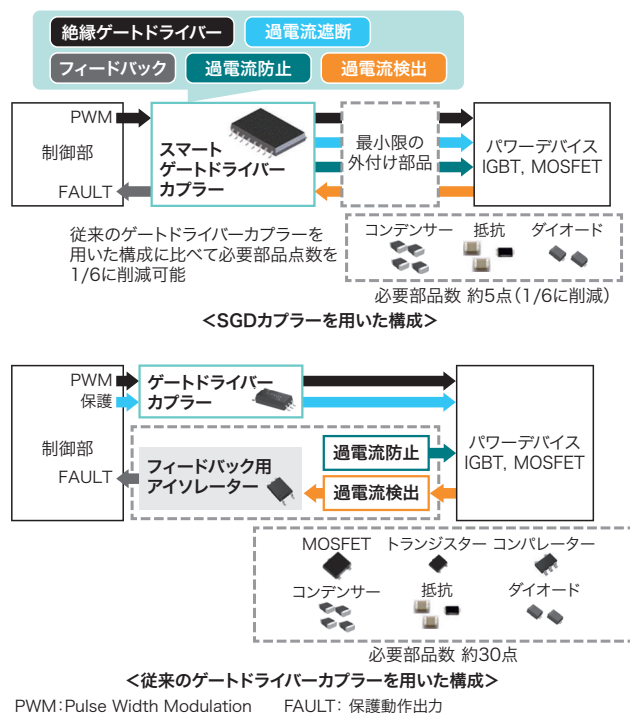 絶縁ゲートドライバー 過電流遮断
フィードバック 過電流防止 過電流検出
PWM
制御部
FAULT
スマート
ゲートドライバー
カプラー
最小限の
外付け部品
パワーデバイス
IGBT, MOSFET
従来のゲートドライバーカプラーを
用いた構成に比べて必要部品点数を
1/6に削減可能
コンデンサー 抵抗 ダイオード
必要部品数 約5点(1/6に削減)
<SGDカプラーを用いた構成>
PWM
保護
制御部
FAULT
ゲートドライバー
カプラー
フィードバック用
アイソレーター
過電流防止
過電流検出
パワーデバイス
IGBT, MOSFET
MOSFET トランジスター コンパレーター
コンデンサー 抵抗 ダイオード
必要部品数 約30点
<従来のゲートドライバーカプラーを用いた構成>
PWM:Pulse Width Modulation FAULT: 保護動作出力